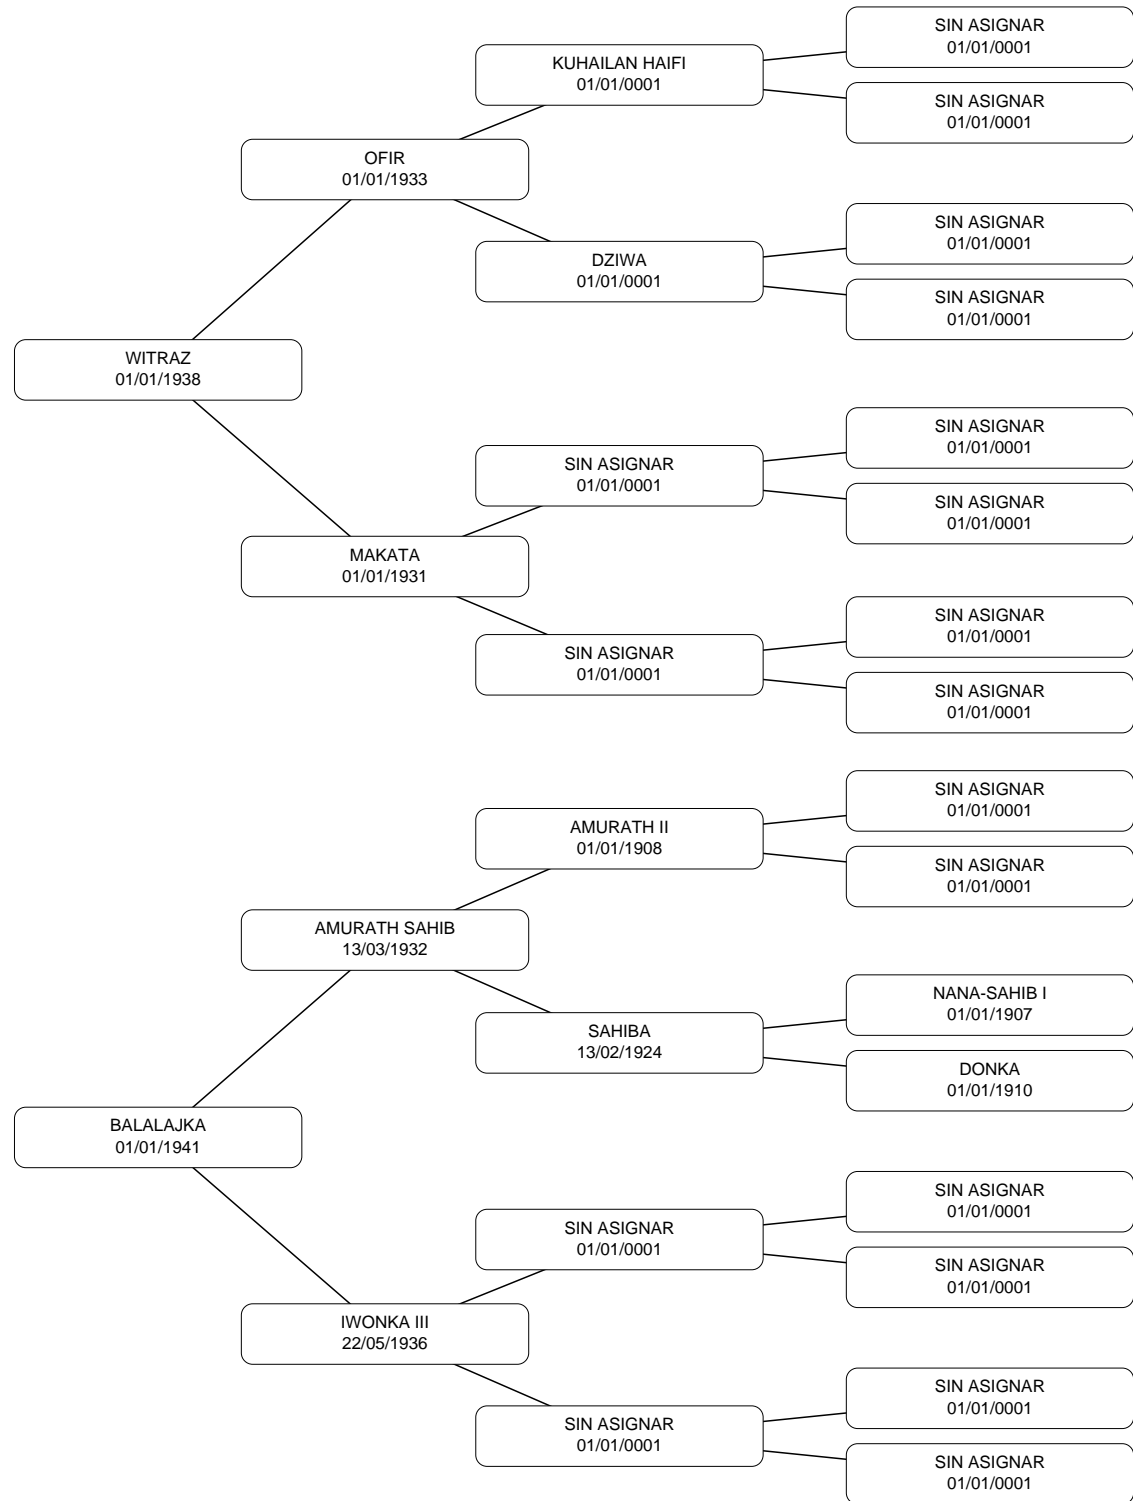 SIN ASIGNAR
01/01/0001
KUHAILAN HAIFI
01/01/0001
SIN ASIGNAR
01/01/0001
OFIR
01/01/1933
SIN ASIGNAR
01/01/0001
DZIWA
01/01/0001
SIN ASIGNAR
01/01/0001
WITRAZ
01/01/1938
SIN ASIGNAR
01/01/0001
SIN ASIGNAR
01/01/0001
SIN ASIGNAR
01/01/0001
MAKATA
01/01/1931
SIN ASIGNAR
01/01/0001
SIN ASIGNAR
01/01/0001
SIN ASIGNAR
01/01/0001
SIN ASIGNAR
01/01/0001
AMURATH II
01/01/1908
SIN ASIGNAR
01/01/0001
AMURATH SAHIB
13/03/1932
NANA-SAHIB I
01/01/1907
SAHIBA
13/02/1924
DONKA
01/01/1910
BALALAJKA
01/01/1941
SIN ASIGNAR
01/01/0001
SIN ASIGNAR
01/01/0001
SIN ASIGNAR
01/01/0001
IWONKA III
22/05/1936
SIN ASIGNAR
01/01/0001
SIN ASIGNAR
01/01/0001
SIN ASIGNAR
01/01/0001